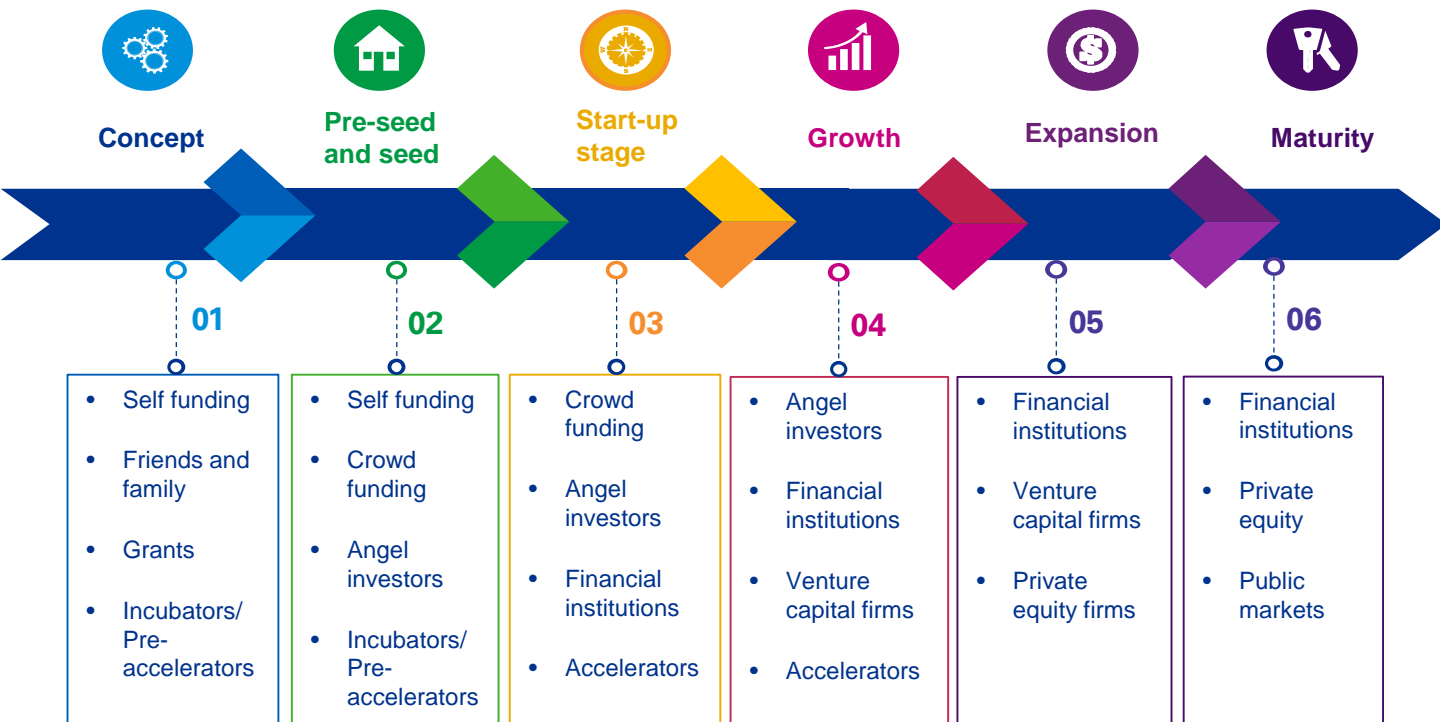 Concept
Pre-seed
and seed
Start-up
stage
Growth
Expansion
Maturity
01
02
03
04
05
06
• Self funding
• Friends and
family
• Grants
• Incubators/
Pre-
accelerators
• Self funding
• Crowd
funding
• Angel
investors
• Incubators/
Pre-
accelerators
• Crowd
funding
• Angel
investors
• Financial
institutions
• Accelerators
• Angel
investors
• Financial
institutions
• Venture
capital firms
• Accelerators
• Financial
institutions
• Venture
capital firms
• Private
equity firms
• Financial
institutions
• Private
equity
• Public
markets